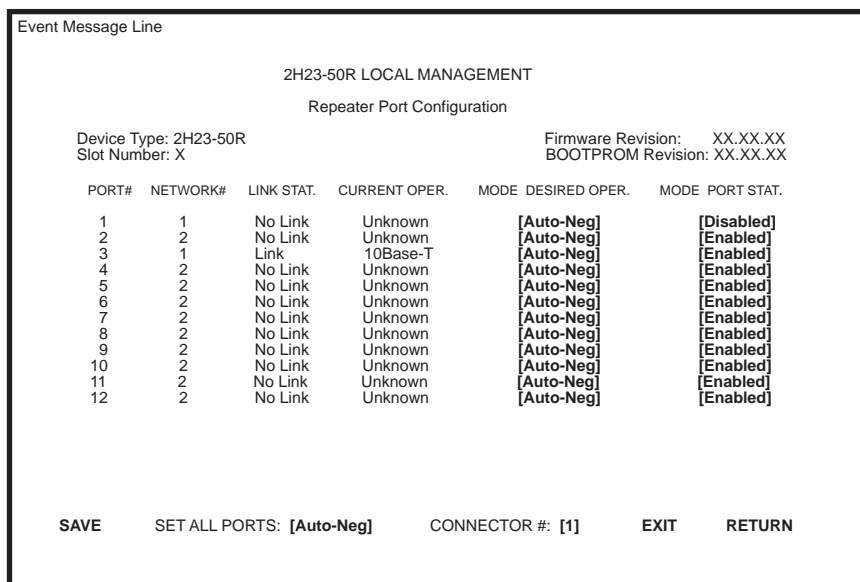 Event Message Line
2H23-50R LOCAL MANAGEMENT
Repeater Port Configuration
Device Type: 2H23-50R Firmware Revision: XX.XX.XX
Slot Number: X BOOTPROM Revision: XX.XX.XX
PORT# NETWORK# LINK STAT. CURRENT OPER. MODE DESIRED OPER. MODE PORT STAT.
1 1 No Link Unknown [Auto-Neg] [Disabled]
2 2 No Link Unknown [Auto-Neg] [Enabled]
3 1 Link 10Base-T [Auto-Neg] [Enabled]
4 2 No Link Unknown [Auto-Neg] [Enabled]
5 2 No Link Unknown [Auto-Neg] [Enabled]
6 2 No Link Unknown [Auto-Neg] [Enabled]
7 2 No Link Unknown [Auto-Neg] [Enabled]
8 2 No Link Unknown [Auto-Neg] [Enabled]
9 2 No Link Unknown [Auto-Neg] [Enabled]
10 2 No Link Unknown [Auto-Neg] [Enabled]
11 2 No Link Unknown [Auto-Neg] [Enabled]
12 2 No Link Unknown [Auto-Neg] [Enabled]
SAVE SET ALL PORTS: [Auto-Neg] CONNECTOR #: [1] EXIT RETURN